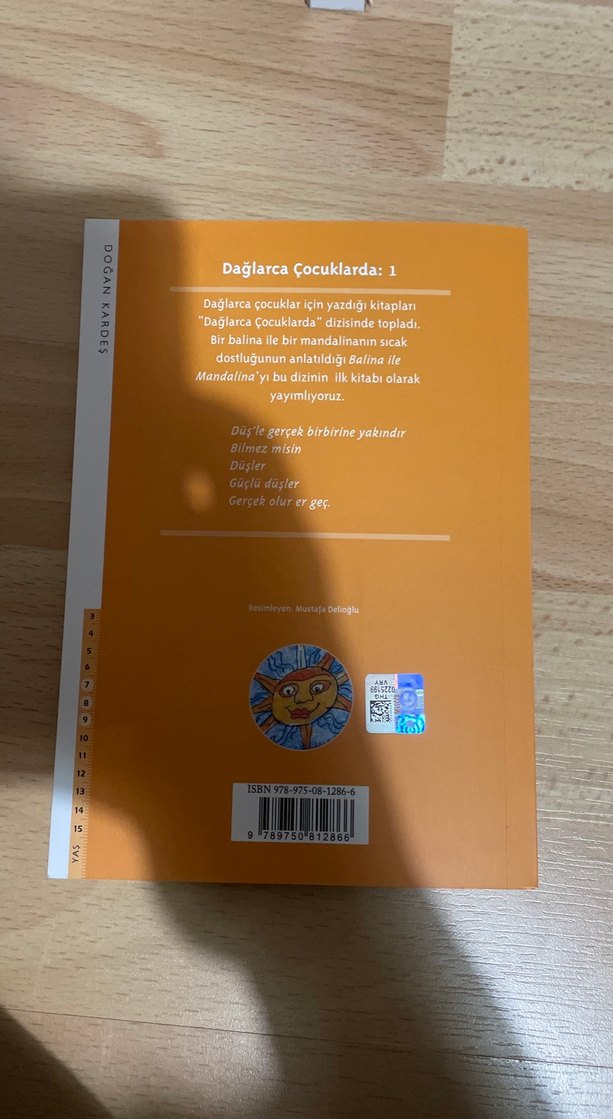 DOĞAN KARDEŞ
Dağlarca Çocuklarda: 1
Dağlarca çocuklar için yazdığı kitapları
"Dağlarca Çocuklarda" dizisinde topladı.
Bir balina ile bir mandalinanın sıcak
dostluğunun anlatıldığı Balina ile
Mandalina'yı bu dizinin ilk kitabı olarak
yayımlıyoruz.
Düş'le gerçek birbirine yakındır
Bilmez misin
Düşler
Güçlü düşler
Gerçek olur er geç.
Resimleyen: Mustafa Delioğlu
3
4
5
6
7
8
9
10
11
12
13
14
15
YAŞ
THG
0225199
VRY
ISBN 978-975-08-1286-6
9 789750 812866